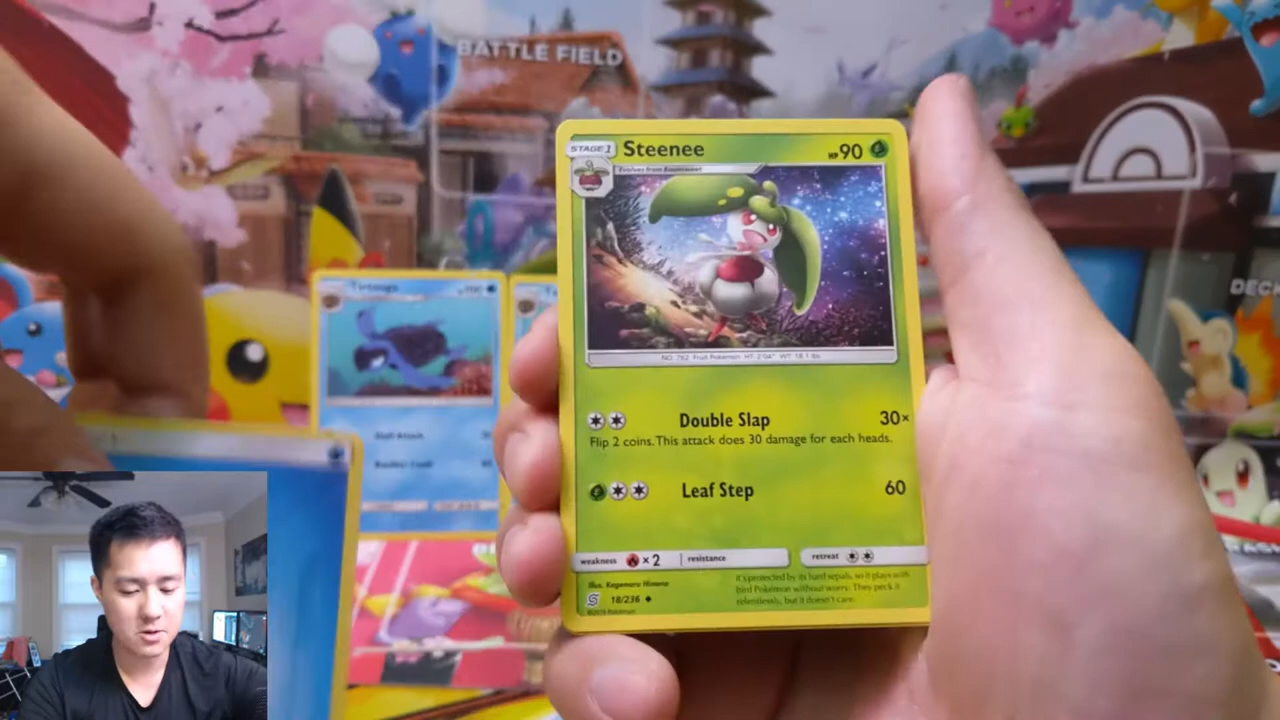 BATTLE FIELD
DECK
STAGE 1
Steenee
HP 90
Evolves from Bounsweet
NO. 762 Fruit Pokémon HT: 2'04" WT: 18.1 lbs.
Double Slap 30×
Flip 2 coins. This attack does 30 damage for each heads.
Leaf Step 60
weakness ×2 resistance retreat
Illus. Kagemaru Himeno
18/236
©2019 Pokémon
It's protected by its hard sepals, so it plays with
bird Pokémon without worry. They peck it
relentlessly, but it doesn't care.
Tirtouga